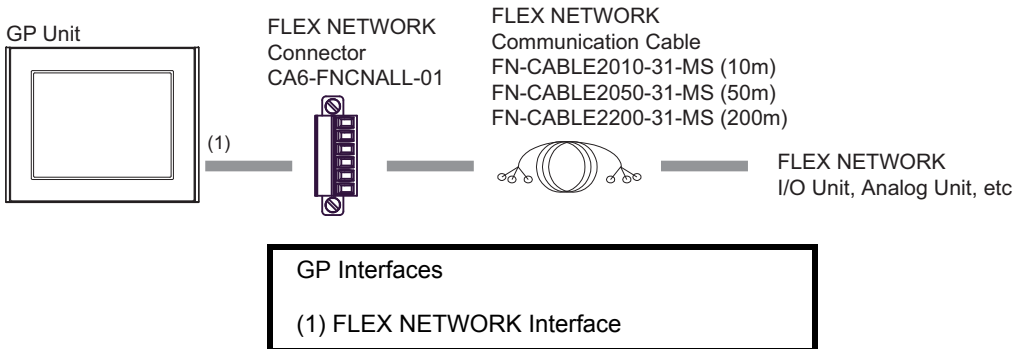 GP Unit
(1)
FLEX NETWORK
Connector
CA6-FNCNALL-01
FLEX NETWORK
Communication Cable
FN-CABLE2010-31-MS (10m)
FN-CABLE2050-31-MS (50m)
FN-CABLE2200-31-MS (200m)
FLEX NETWORK
I/O Unit, Analog Unit, etc
GP Interfaces
(1) FLEX NETWORK Interface